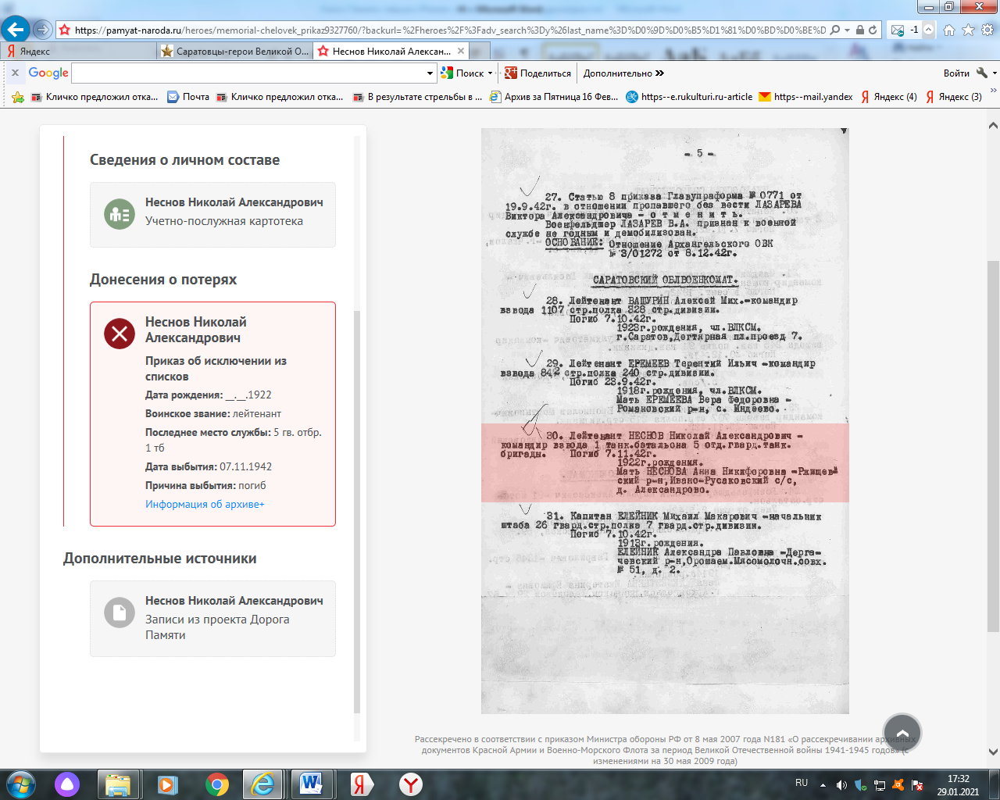 https://pamyat-naroda.ru/heroes/memorial-chelovek_prikaz9327760/?backurl=%2Fheroes%2F%3Fadv_search%3Dy%26last_name%3D%D0%9D%D0%B5%D1%81%D0%BD%D0%BE%D
-1
Яндекс
Саратовцы-герои Великой О...
Неснов Николай Алексан...
Google
Поиск
Поделиться
Дополнительно
Войти
Кличко предложил отка...
Почта
Кличко предложил отка...
В результате стрельбы в ...
Архив за Пятница 16 Фев...
https--e.rukulturi.ru-article
https--mail.yandex
Яндекс (4)
Яндекс (3)
Сведения о личном составе
Неснов Николай Александрович
Учетно-послужная картотека
Донесения о потерях
Неснов Николай
Александрович
Приказ об исключении из
списков
Дата рождения: __.__.1922
Воинское звание: лейтенант
Последнее место службы: 5 гв. отбр.
1 тб
Дата выбытия: 07.11.1942
Причина выбытия: погиб
Информация об архиве+
Дополнительные источники
Неснов Николай Александрович
Записи из проекта Дорога
Памяти
- 5 -
27. Статью 8 приказа Главупраформа № 0771 от
19.9.42г. в отношении пропавшего без вести ЛАЗАРЕВА
Виктора Александровича - о т м е н и т ь.
Военфельдшер ЛАЗАРЕВ В.А. признан к военной
службе не годным и демобилизован.
ОСНОВАНИЕ: Отношение Архангельского ОВК
№ 3/01272 от 8.12.42г.
САРАТОВСКИЙ ОБЛВОЕНКОМАТ.
28. Лейтенант ВАШУРИН Алексей Мих.-командир
взвода 1107 стр.полка 328 стр.дивизии.
Погиб 7.10.42г.
1923г.рождения, чл.ВЛКСМ.
г.Саратов,Дегтярная пл.проезд 7.
29. Лейтенант ЕРЕМЕЕВ Терентий Ильич -командир
взвода 842 стр.полка 240 стр.дивизии.
Погиб 23.9.42г.
1918г.рождения, чл.ВЛКСМ.
Мать ЕРЕМЕЕВА Вера Федоровна -
Романовский р-н, с. Индеево.
30. Лейтенант НЕСНОВ Николай Александрович -
командир взвода 1 танк.батальона 5 отд.гвард.танк.
бригады. Погиб 7.11.42г.
1922г.рождения.
Мать НЕСНОВА Анна Никифоровна -Ржищев-
ский р-н,Ивано-Русаковский с/с,
д. Александрово.
31. Капитан ЕЛЕЙНИК Михаил Макарович -начальник
штаба 26 гвард.стр.полка 7 гвард.стр.дивизии.
Погиб 7.10.42г.
1913г.рождения.
ЕЛЕЙНИК Александра Павловна -Дерга-
чевский р-н,Орошаем.Мясомолочн.совх.
№ 51, д. 2.
Рассекречено в соответствии с приказом Министра обороны РФ от 8 мая 2007 года N181 «О рассекречивании архивных
документов Красной Армии и Военно-Морского Флота за период Великой Отечественной войны 1941-1945 годов» (с
изменениями на 30 мая 2009 года)
RU
17:32
29.01.2021